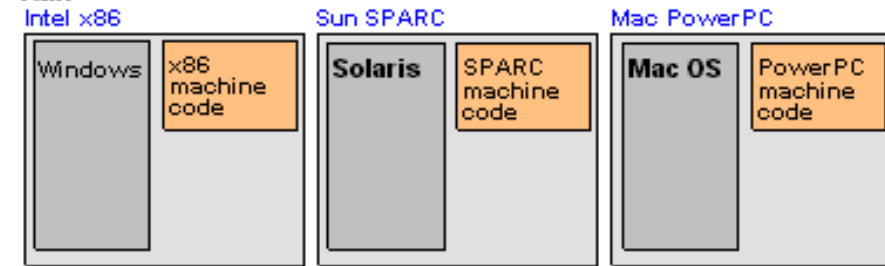 Intel x86
Sun SPARC
Mac PowerPC
Windows
x86
machine
code
Solaris
SPARC
machine
code
Mac OS
PowerPC
machine
code